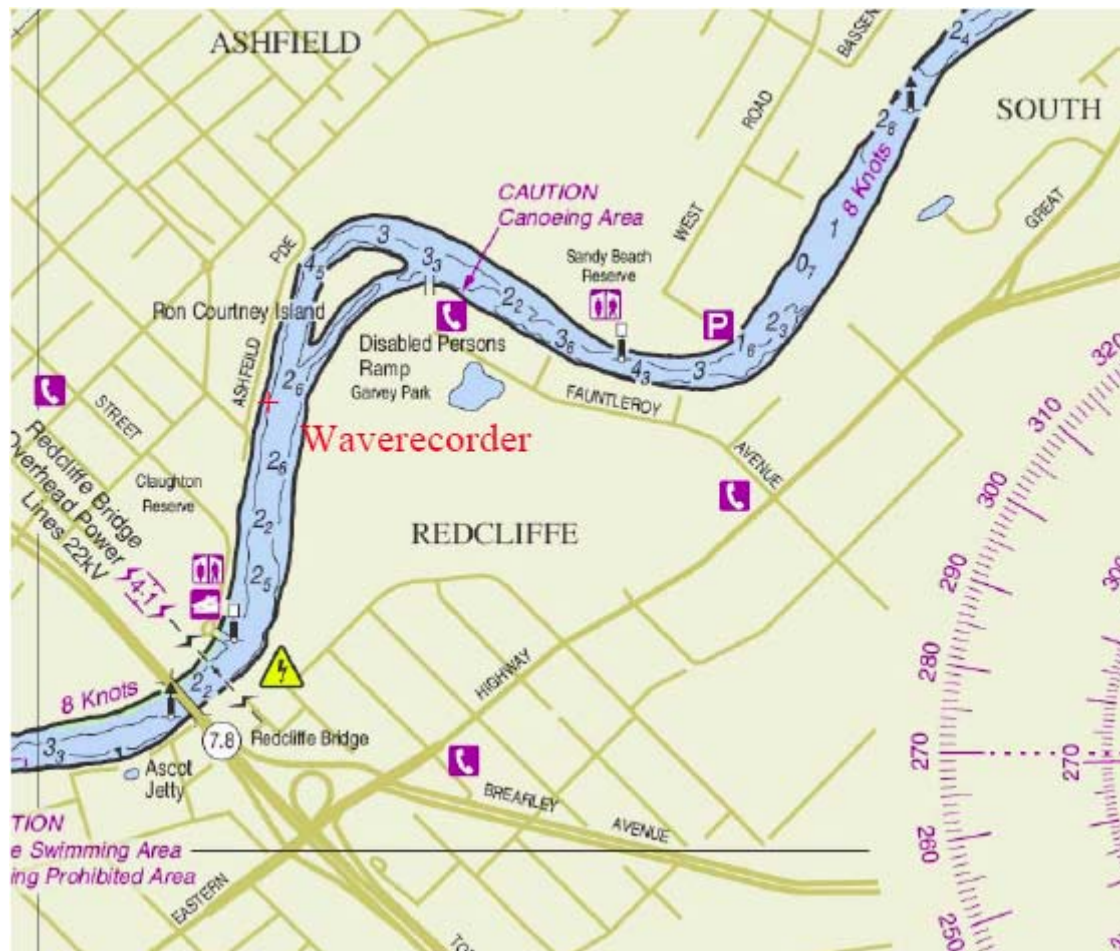 ASHFIELD
BASSEN
2₄
ROAD
SOUTH
2₈
8 Knots
CAUTION
Canoeing Area
WEST
GREAT
1
PDE
3
3₃
4₅
Sandy Beach
Reserve
0₇
Ron Courtney Island
2₂
P
2₃
3₆
1₆
Disabled Persons
Ramp
Garvey Park
4₃
3
320
ASHFEILD
2₆
FAUNTLEROY
310
STREET
Waverecorder
Redcliffe Bridge
Overhead Power
Lines 22kV
2₆
AVENUE
Claughton
Reserve
300
2₂
REDCLIFFE
4.1
2₅
290
300
280
8 Knots
2₂
HIGHWAY
3₃
7.8
Redcliffe Bridge
270
270
Ascot
Jetty
BREARLEY
AVENUE
TION
e Swimming Area
ing Prohibited Area
260
EASTERN
250